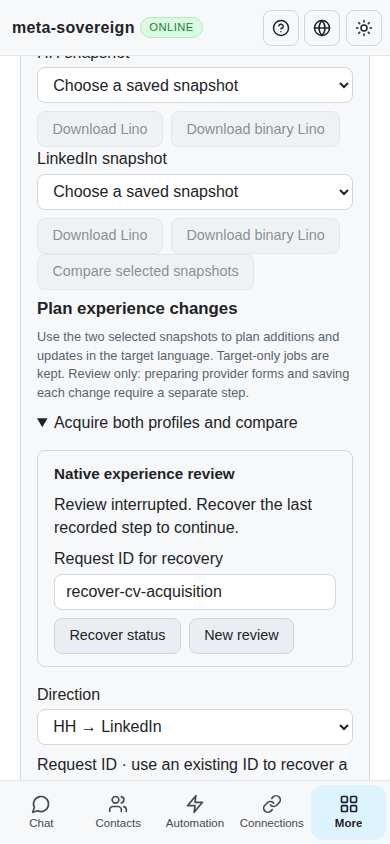 meta-sovereign ONLINE
Choose a saved snapshot
Download Lino Download binary Lino
LinkedIn snapshot
Choose a saved snapshot
Download Lino Download binary Lino
Compare selected snapshots
Plan experience changes
Use the two selected snapshots to plan additions and
updates in the target language. Target-only jobs are
kept. Review only: preparing provider forms and saving
each change require a separate step.
▼ Acquire both profiles and compare
Native experience review
Review interrupted. Recover the last
recorded step to continue.
Request ID for recovery
recover-cv-acquisition
Recover status New review
Direction
HH → LinkedIn
Request ID · use an existing ID to recover a
Chat Contacts Automation Connections More